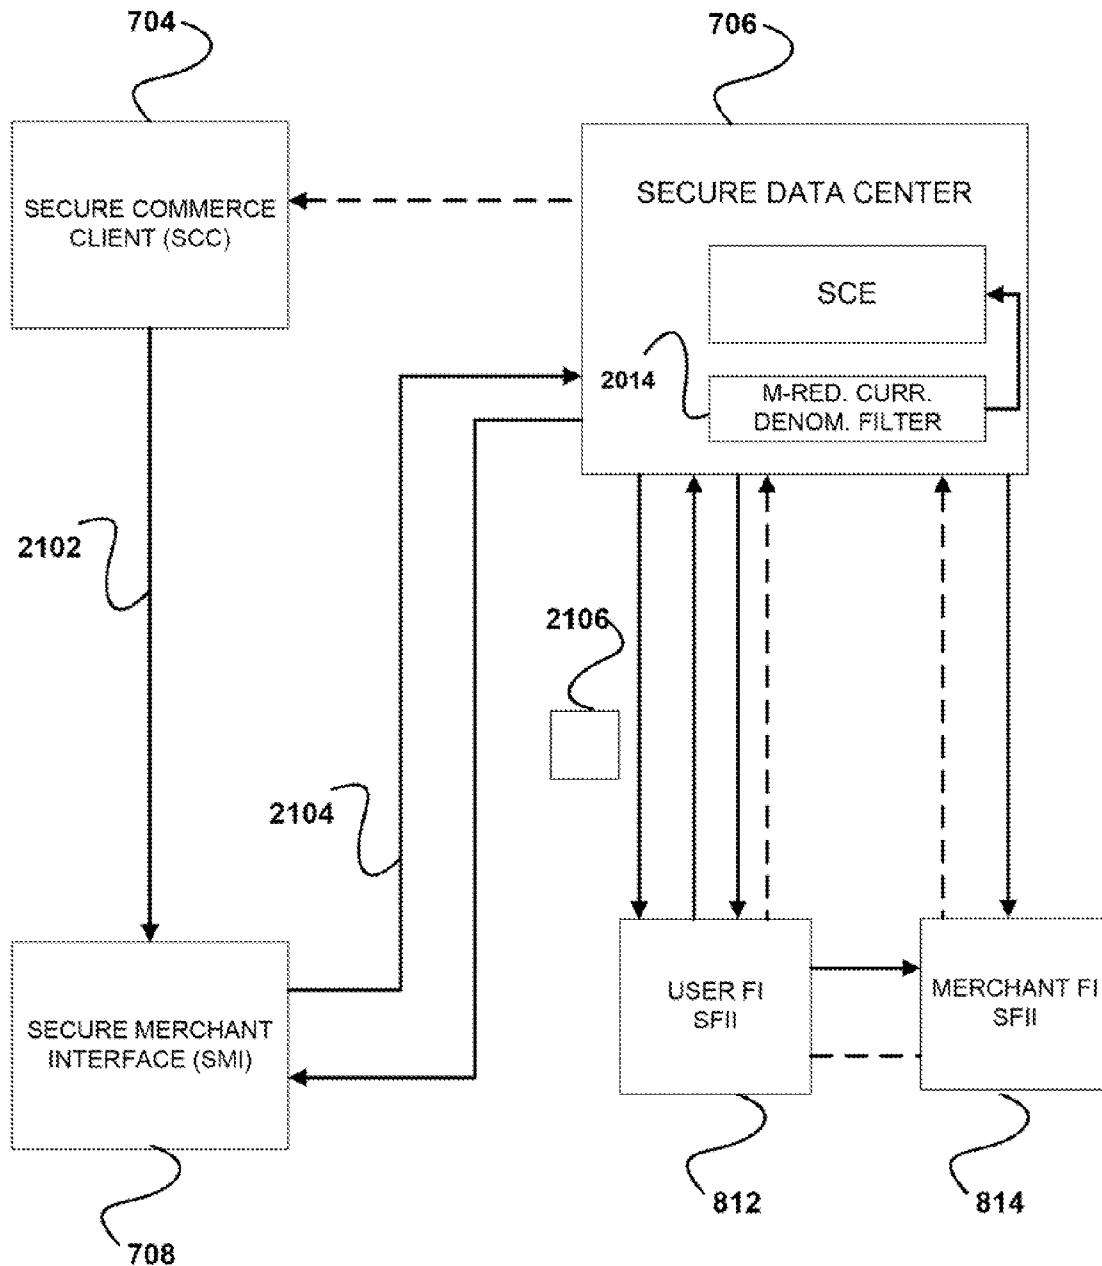 704
706
SECURE COMMERCE
CLIENT (SCC)
SECURE DATA CENTER
SCE
2014
M-RED. CURR.
DENOM. FILTER
2102
2106
2104
SECURE MERCHANT
INTERFACE (SMI)
USER FI
SFII
MERCHANT FI
SFII
812
814
708